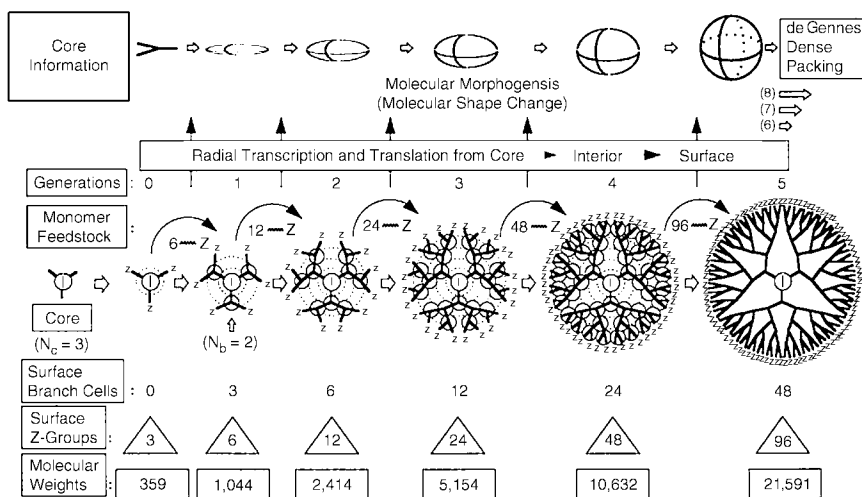 Core
Information
de Gennes
Dense
Packing
Molecular Morphogensis
(Molecular Shape Change)
(8)
(7)
(6)
Radial Transcription and Translation from Core Interior Surface
Generations : 0 1 2 3 4 5
Monomer
Feedstock :
6 Z 12 Z 24 Z 48 Z 96 Z
Core
(Nc = 3) (Nb = 2)
Surface
Branch Cells : 0 3 6 12 24 48
Surface
Z-Groups : 3 6 12 24 48 96
Molecular
Weights : 359 1,044 2,414 5,154 10,632 21,591